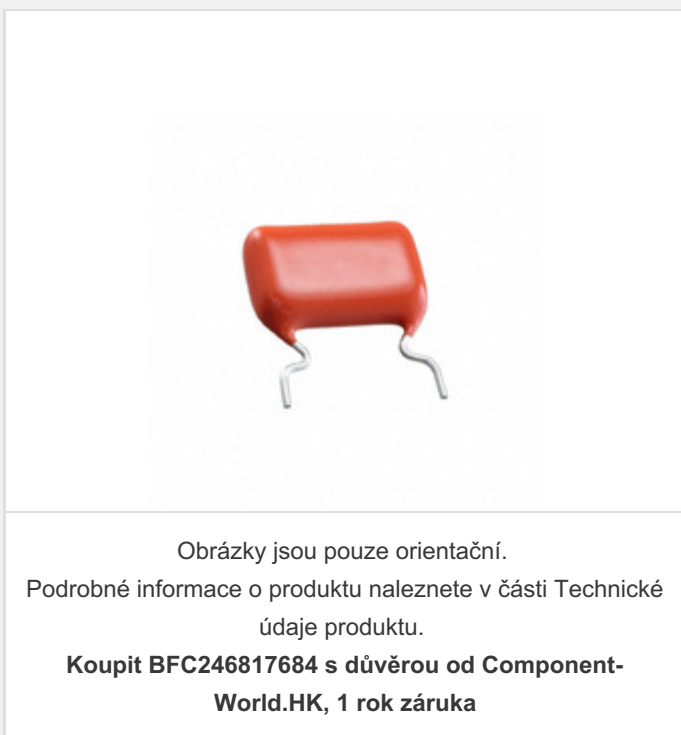 Obrázky jsou pouze orientační.
Podrobné informace o produktu naleznete v části Technické
údaje produktu.
Koupit BFC246817684 s důvěrou od Component-
World.HK, 1 rok záruka